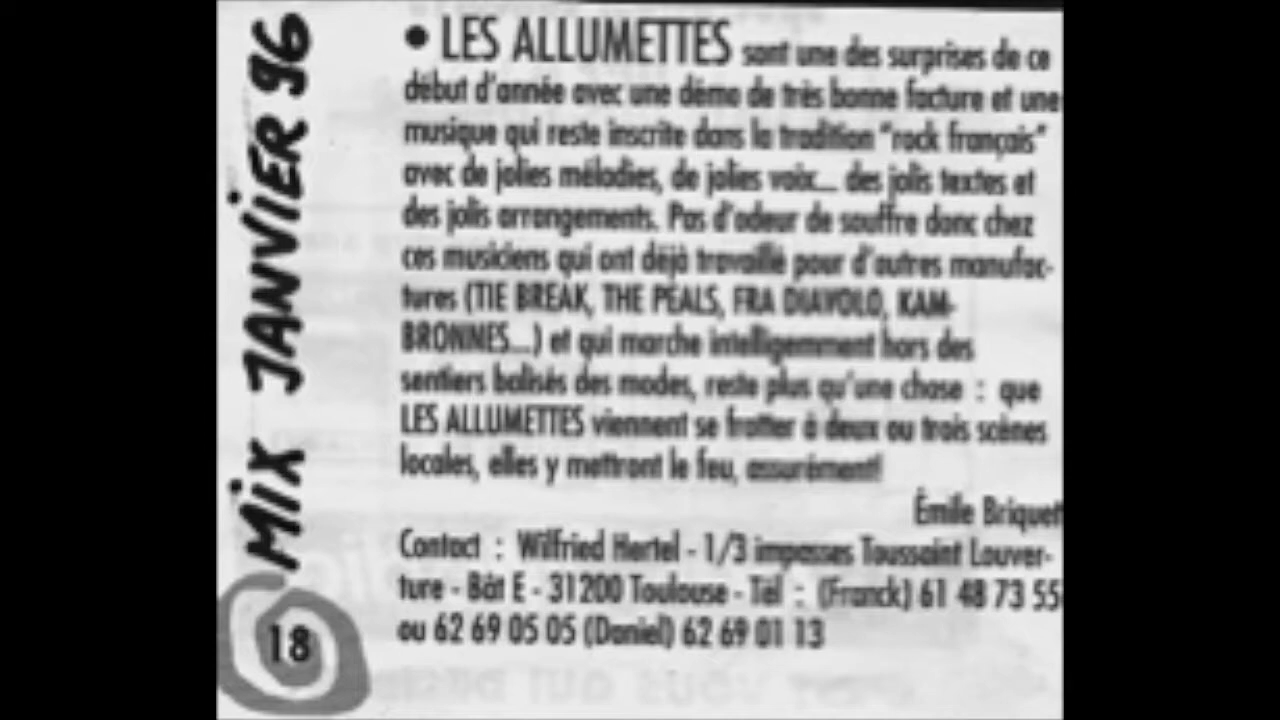 MIX JANVIER 96
18
• LES ALLUMETTES sont une des surprises de ce
début d'année avec une démo de très bonne facture et une
musique qui reste inscrite dans la tradition "rock français"
avec de jolies mélodies, de jolies voix... des jolis textes et
des jolis arrangements. Pas d'odeur de souffre donc chez
ces musiciens qui ont déjà travaillé pour d'autres manufac-
tures (TIE BREAK, THE PEALS, FRA DIAVOLO, KAM-
BRONNES...) et qui marche intelligemment hors des
sentiers balisés des modes, reste plus qu'une chose : que
LES ALLUMETTES viennent se frotter à deux ou trois scènes
locales, elles y mettront le feu, assurément!
Émile Briquet
Contact : Wilfried Hertel - 1/3 impasses Toussaint Louver-
ture - Bât E - 31200 Toulouse - Tél : (Franck) 61 48 73 55
ou 62 69 05 05 (Daniel) 62 69 01 13